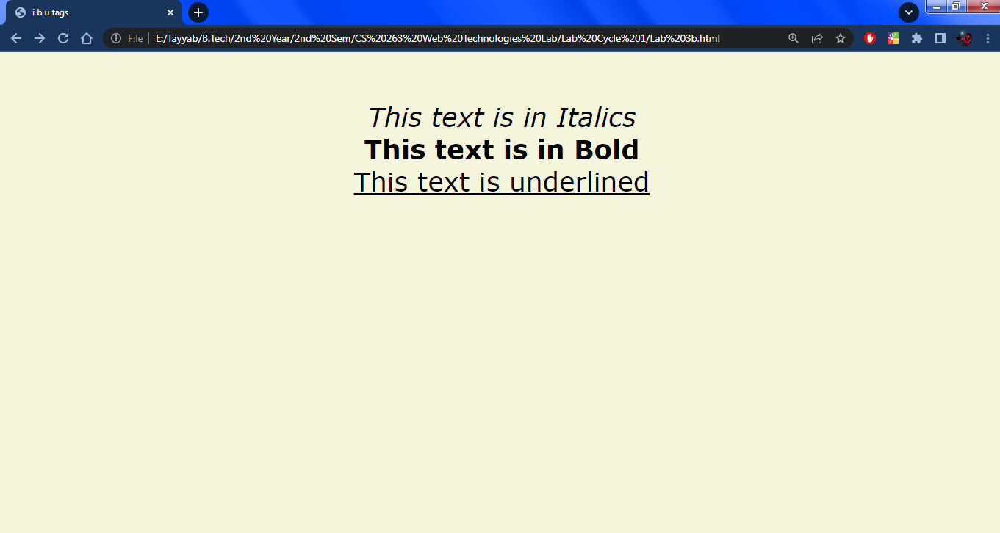 i b u tags
File E:/Tayyab/B.Tech/2nd%20Year/2nd%20Sem/CS%20263%20Web%20Technologies%20Lab/Lab%20Cycle%201/Lab%203b.html
This text is in Italics
This text is in Bold
This text is underlined